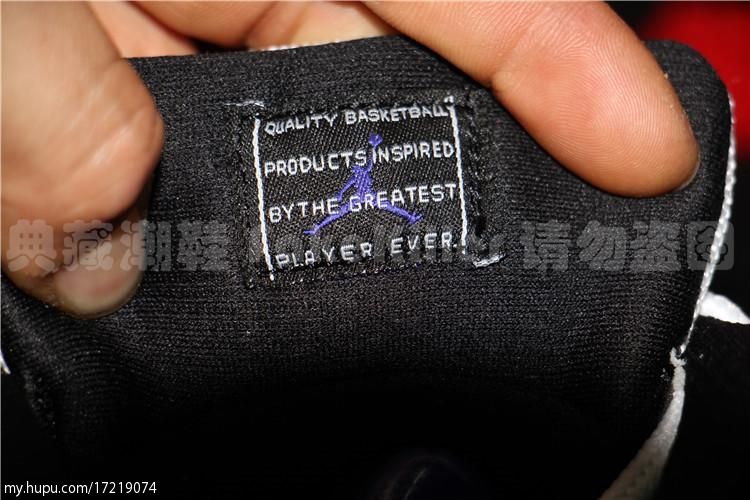 QUALITY BASKETBALL
PRODUCTS INSPIRED
BY THE GREATEST
PLAYER EVER.
典藏潮鞋 请勿盗图
my.hupu.com/17219074